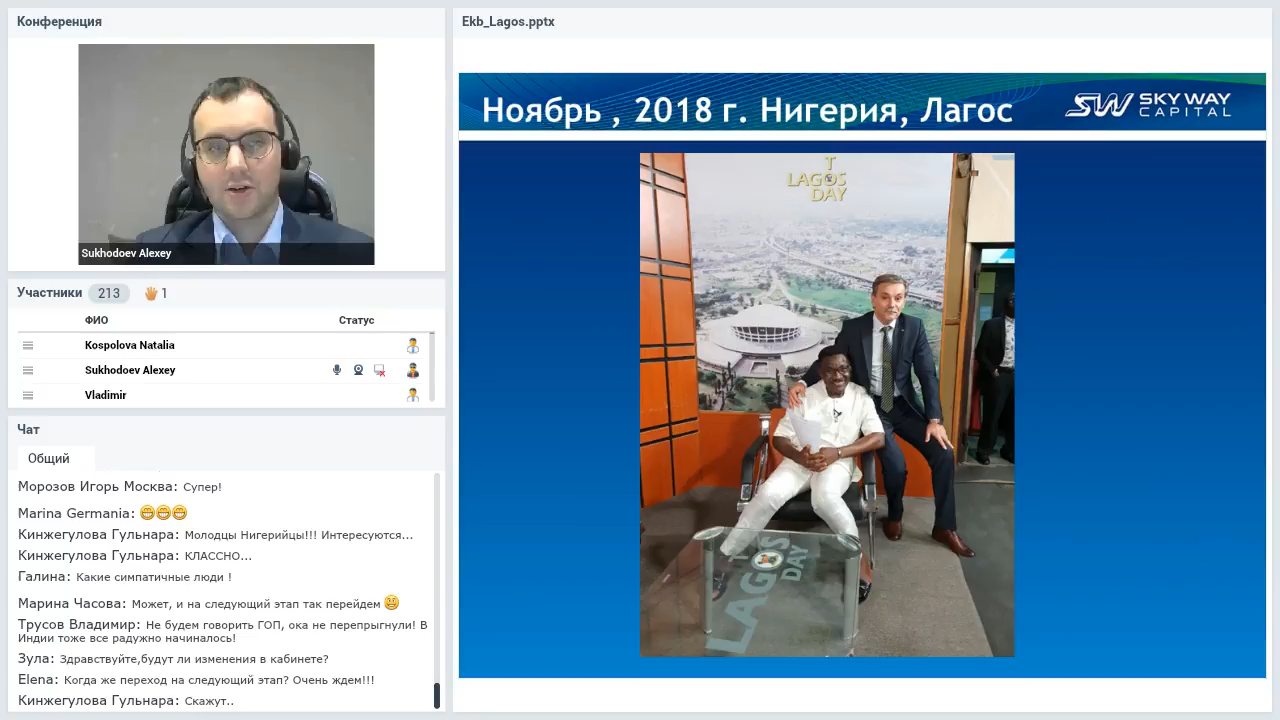 Конференция
Sukhodoev Alexey
Участники 213 1
ФИО Статус
Kospolova Natalia
Sukhodoev Alexey
Vladimir
Чат
Общий
Морозов Игорь Москва: Супер!
Marina Germania:
Кинжегулова Гульнара: Молодцы Нигерийцы!!! Интересуются...
Кинжегулова Гульнара: КЛАССНО...
Галина: Какие симпатичные люди !
Марина Часова: Может, и на следующий этап так перейдем
Трусов Владимир: Не будем говорить ГОП, ока не перепрыгнули! В
Индии тоже все радужно начиналось!
Зула: Здравствуйте,будут ли изменения в кабинете?
Elena: Когда же переход на следующий этап? Очень ждем!!!
Кинжегулова Гульнара: Скажут..
Ekb_Lagos.pptx
Ноябрь , 2018 г. Нигерия, Лагос
SW SKY WAY
CAPITAL
T
LAGOS
DAY
LAGOS
DAY